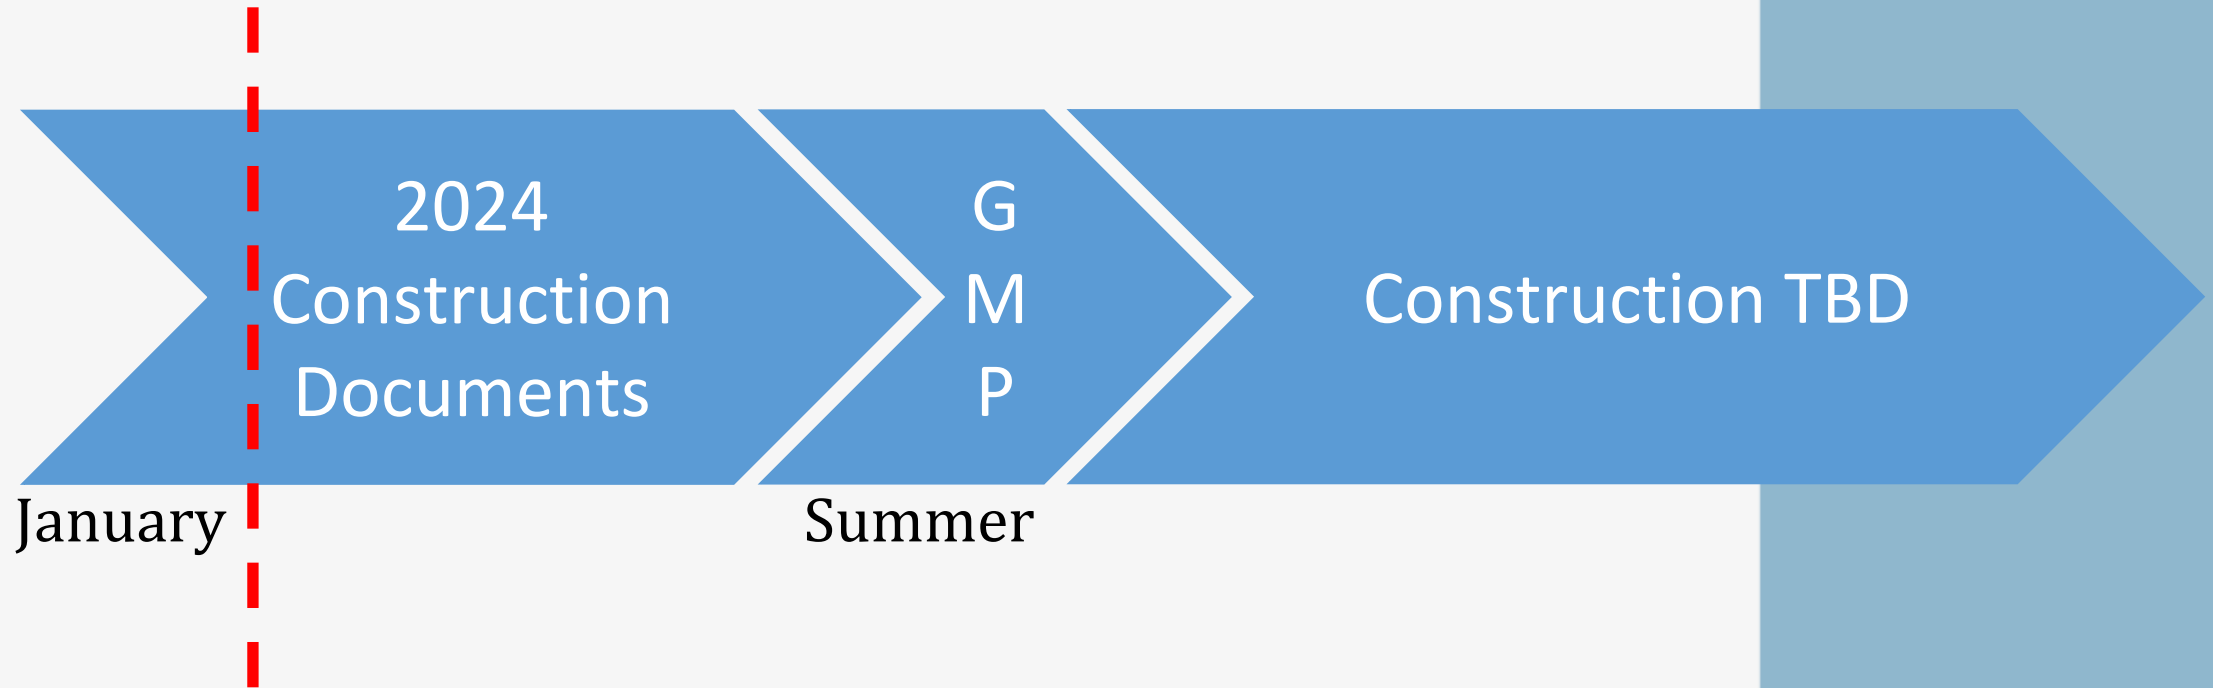 2024
Construction
Documents
G
M
P
Construction TBD
January
Summer